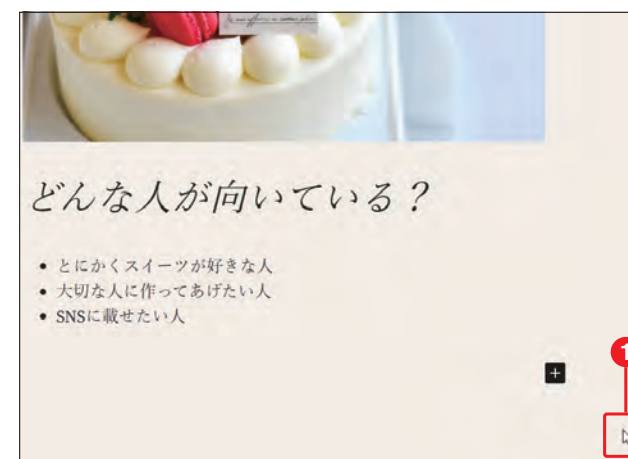 どんな人が向いている？
• とにかくスイーツが好きな人
• 大切な人に作ってあげたい人
• SNSに載せたい人
+
1